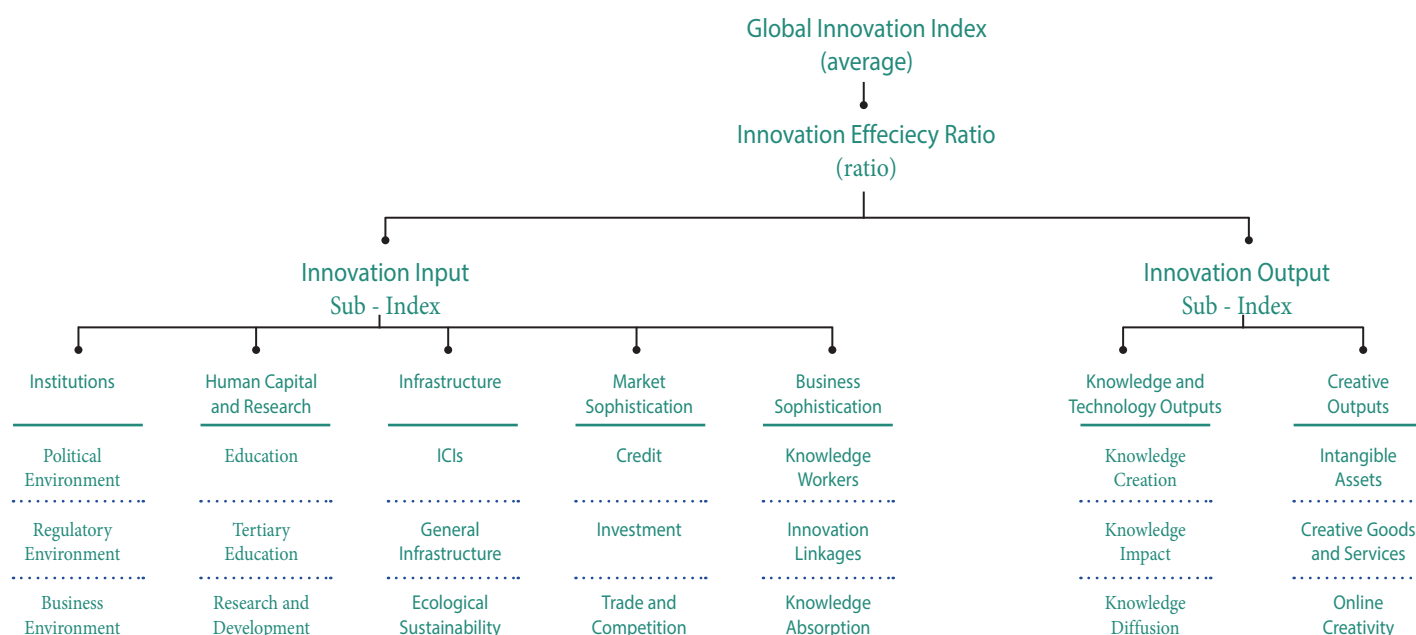 Global Innovation Index
(average)
Innovation Effeciecy Ratio
(ratio)
Innovation Input
Sub - Index
Innovation Output
Sub - Index
Institutions
Human Capital
and Research
Infrastructure
Market
Sophistication
Business
Sophistication
Knowledge and
Technology Outputs
Creative
Outputs
Political
Environment
Education
ICIs
Credit
Knowledge
Workers
Knowledge
Creation
Intangible
Assets
Regulatory
Environment
Tertiary
Education
General
Infrastructure
Investment
Innovation
Linkages
Knowledge
Impact
Creative Goods
and Services
Business
Environment
Research and
Development
Ecological
Sustainability
Trade and
Competition
Knowledge
Absorption
Knowledge
Diffusion
Online
Creativity